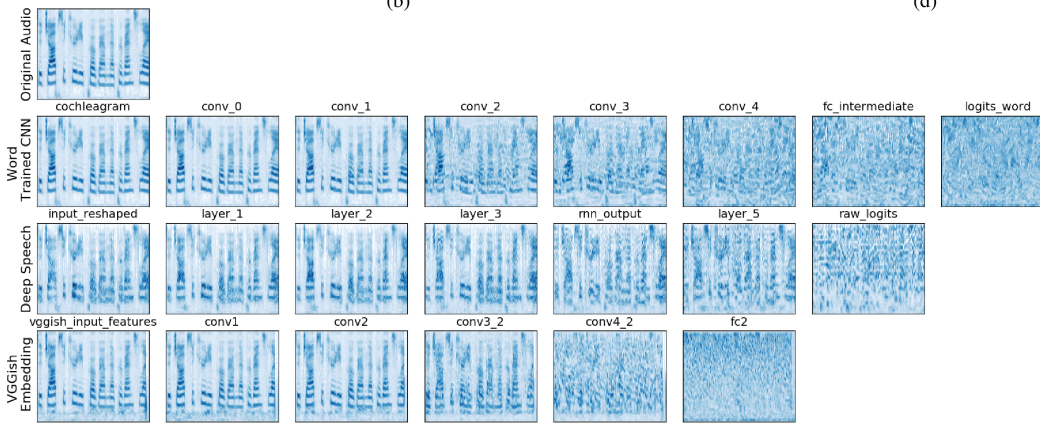 (b) (d)
Original Audio
cochleagram conv_0 conv_1 conv_2 conv_3 conv_4 fc_intermediate logits_word
Word
Trained CNN
input_reshaped layer_1 layer_2 layer_3 rnn_output layer_5 raw_logits
Deep Speech
vggish_input_features conv1 conv2 conv3_2 conv4_2 fc2
VGGish
Embedding